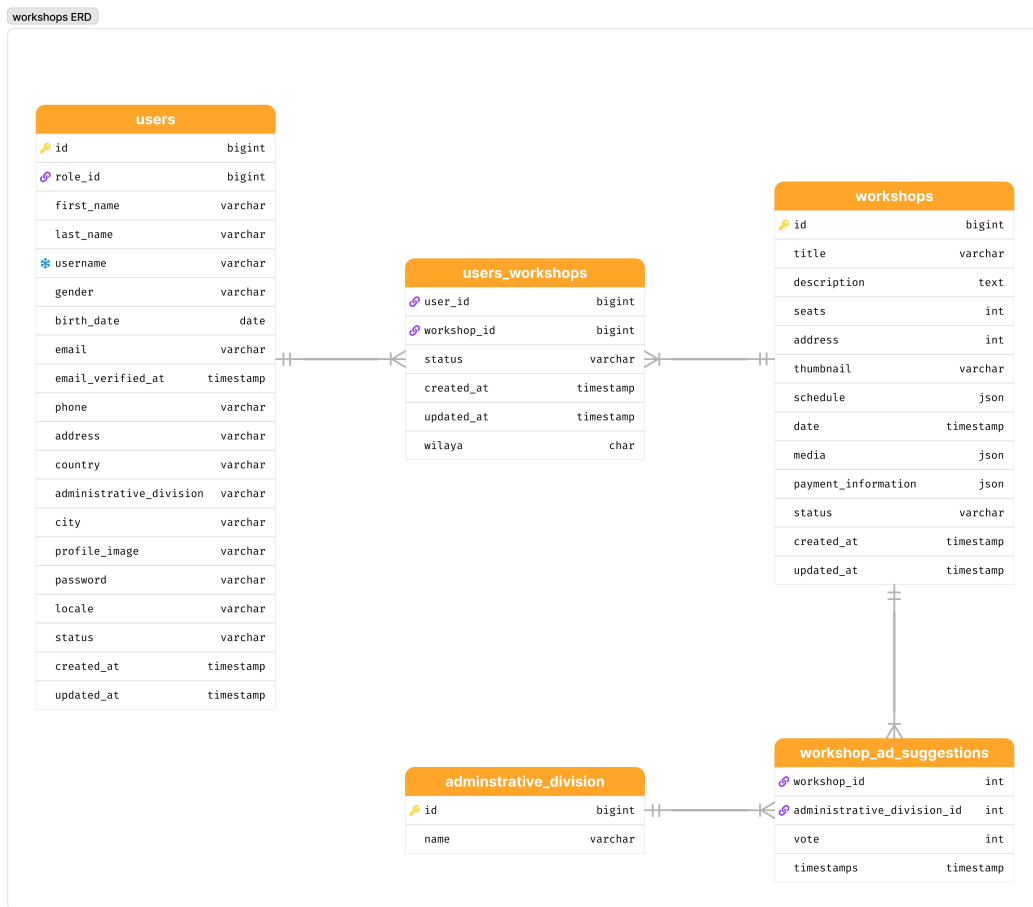 workshops ERD
users
id bigint
role_id bigint
first_name varchar
last_name varchar
username varchar
gender varchar
birth_date date
email varchar
email_verified_at timestamp
phone varchar
address varchar
country varchar
administrative_division varchar
city varchar
profile_image varchar
password varchar
locale varchar
status varchar
created_at timestamp
updated_at timestamp
users_workshops
user_id bigint
workshop_id bigint
status varchar
created_at timestamp
updated_at timestamp
wilaya char
workshops
id bigint
title varchar
description text
seats int
address int
thumbnail varchar
schedule json
date timestamp
media json
payment_information json
status varchar
created_at timestamp
updated_at timestamp
adminstrative_division
id bigint
name varchar
workshop_ad_suggestions
workshop_id int
administrative_division_id int
vote int
timestamps timestamp